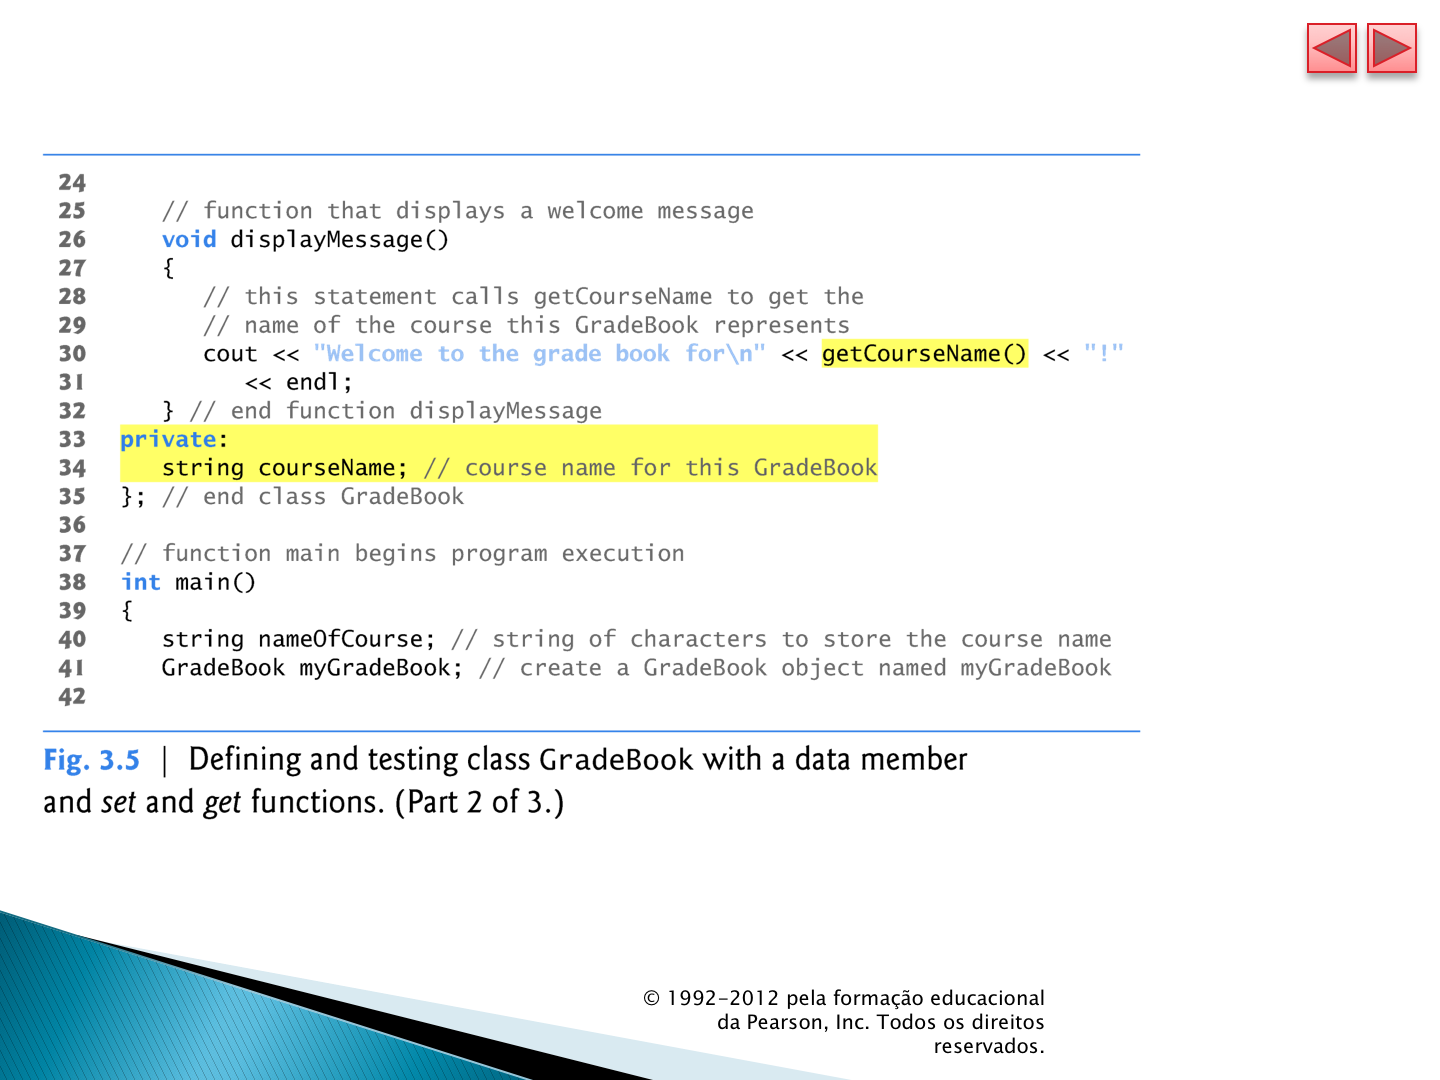 24
25 // function that displays a welcome message
26 void displayMessage()
27 {
28 // this statement calls getCourseName to get the
29 // name of the course this GradeBook represents
30 cout << "Welcome to the grade book for\n" << getCourseName() << "!"
31 << endl;
32 } // end function displayMessage
33 private:
34 string courseName; // course name for this GradeBook
35 }; // end class GradeBook
36
37 // function main begins program execution
38 int main()
39 {
40 string nameOfCourse; // string of characters to store the course name
41 GradeBook myGradeBook; // create a GradeBook object named myGradeBook
42
Fig. 3.5 | Defining and testing class GradeBook with a data member
and set and get functions. (Part 2 of 3.)
© 1992-2012 pela formação educacional
da Pearson, Inc. Todos os direitos
reservados.